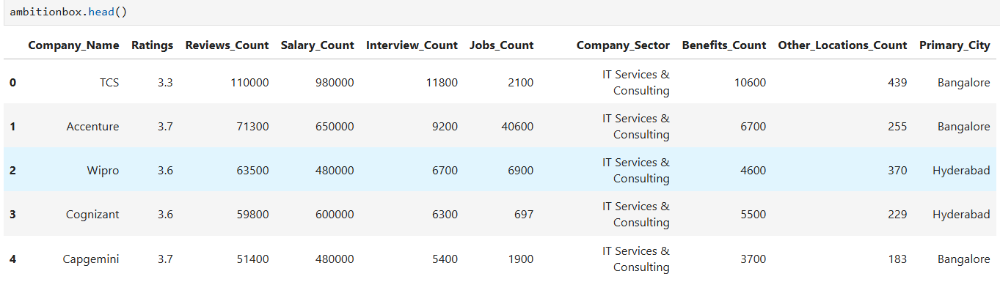 ambitionbox.head()
Company_Name Ratings Reviews_Count Salary_Count Interview_Count Jobs_Count Company_Sector Benefits_Count Other_Locations_Count Primary_City
0 TCS 3.3 110000 980000 11800 2100 IT Services & Consulting 10600 439 Bangalore
1 Accenture 3.7 71300 650000 9200 40600 IT Services & Consulting 6700 255 Bangalore
2 Wipro 3.6 63500 480000 6700 6900 IT Services & Consulting 4600 370 Hyderabad
3 Cognizant 3.6 59800 600000 6300 697 IT Services & Consulting 5500 229 Hyderabad
4 Capgemini 3.7 51400 480000 5400 1900 IT Services & Consulting 3700 183 Bangalore